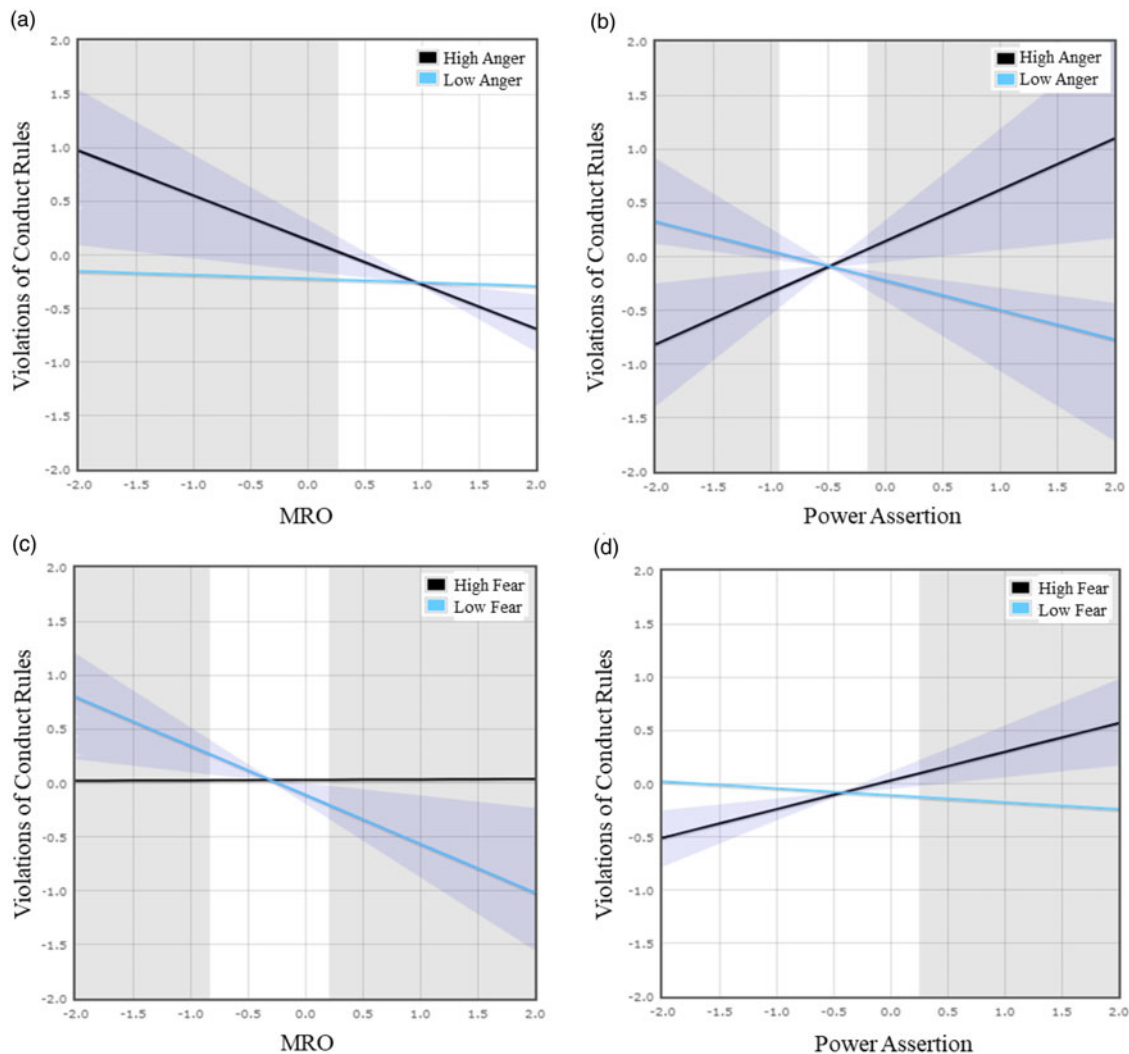 (a)
High Anger
Low Anger
Violations of Conduct Rules
2.0
1.5
1.0
0.5
0.0
-0.5
-1.0
-1.5
-2.0
-2.0 -1.5 -1.0 -0.5 0.0 0.5 1.0 1.5 2.0
MRO
(b)
High Anger
Low Anger
Violations of Conduct Rules
2.0
1.5
1.0
0.5
0.0
-0.5
-1.0
-1.5
-2.0
-2.0 -1.5 -1.0 -0.5 0.0 0.5 1.0 1.5 2.0
Power Assertion
(c)
High Fear
Low Fear
Violations of Conduct Rules
2.0
1.5
1.0
0.5
0.0
-0.5
-1.0
-1.5
-2.0
-2.0 -1.5 -1.0 -0.5 0.0 0.5 1.0 1.5 2.0
MRO
(d)
High Fear
Low Fear
Violations of Conduct Rules
2.0
1.5
1.0
0.5
0.0
-0.5
-1.0
-1.5
-2.0
-2.0 -1.5 -1.0 -0.5 0.0 0.5 1.0 1.5 2.0
Power Assertion